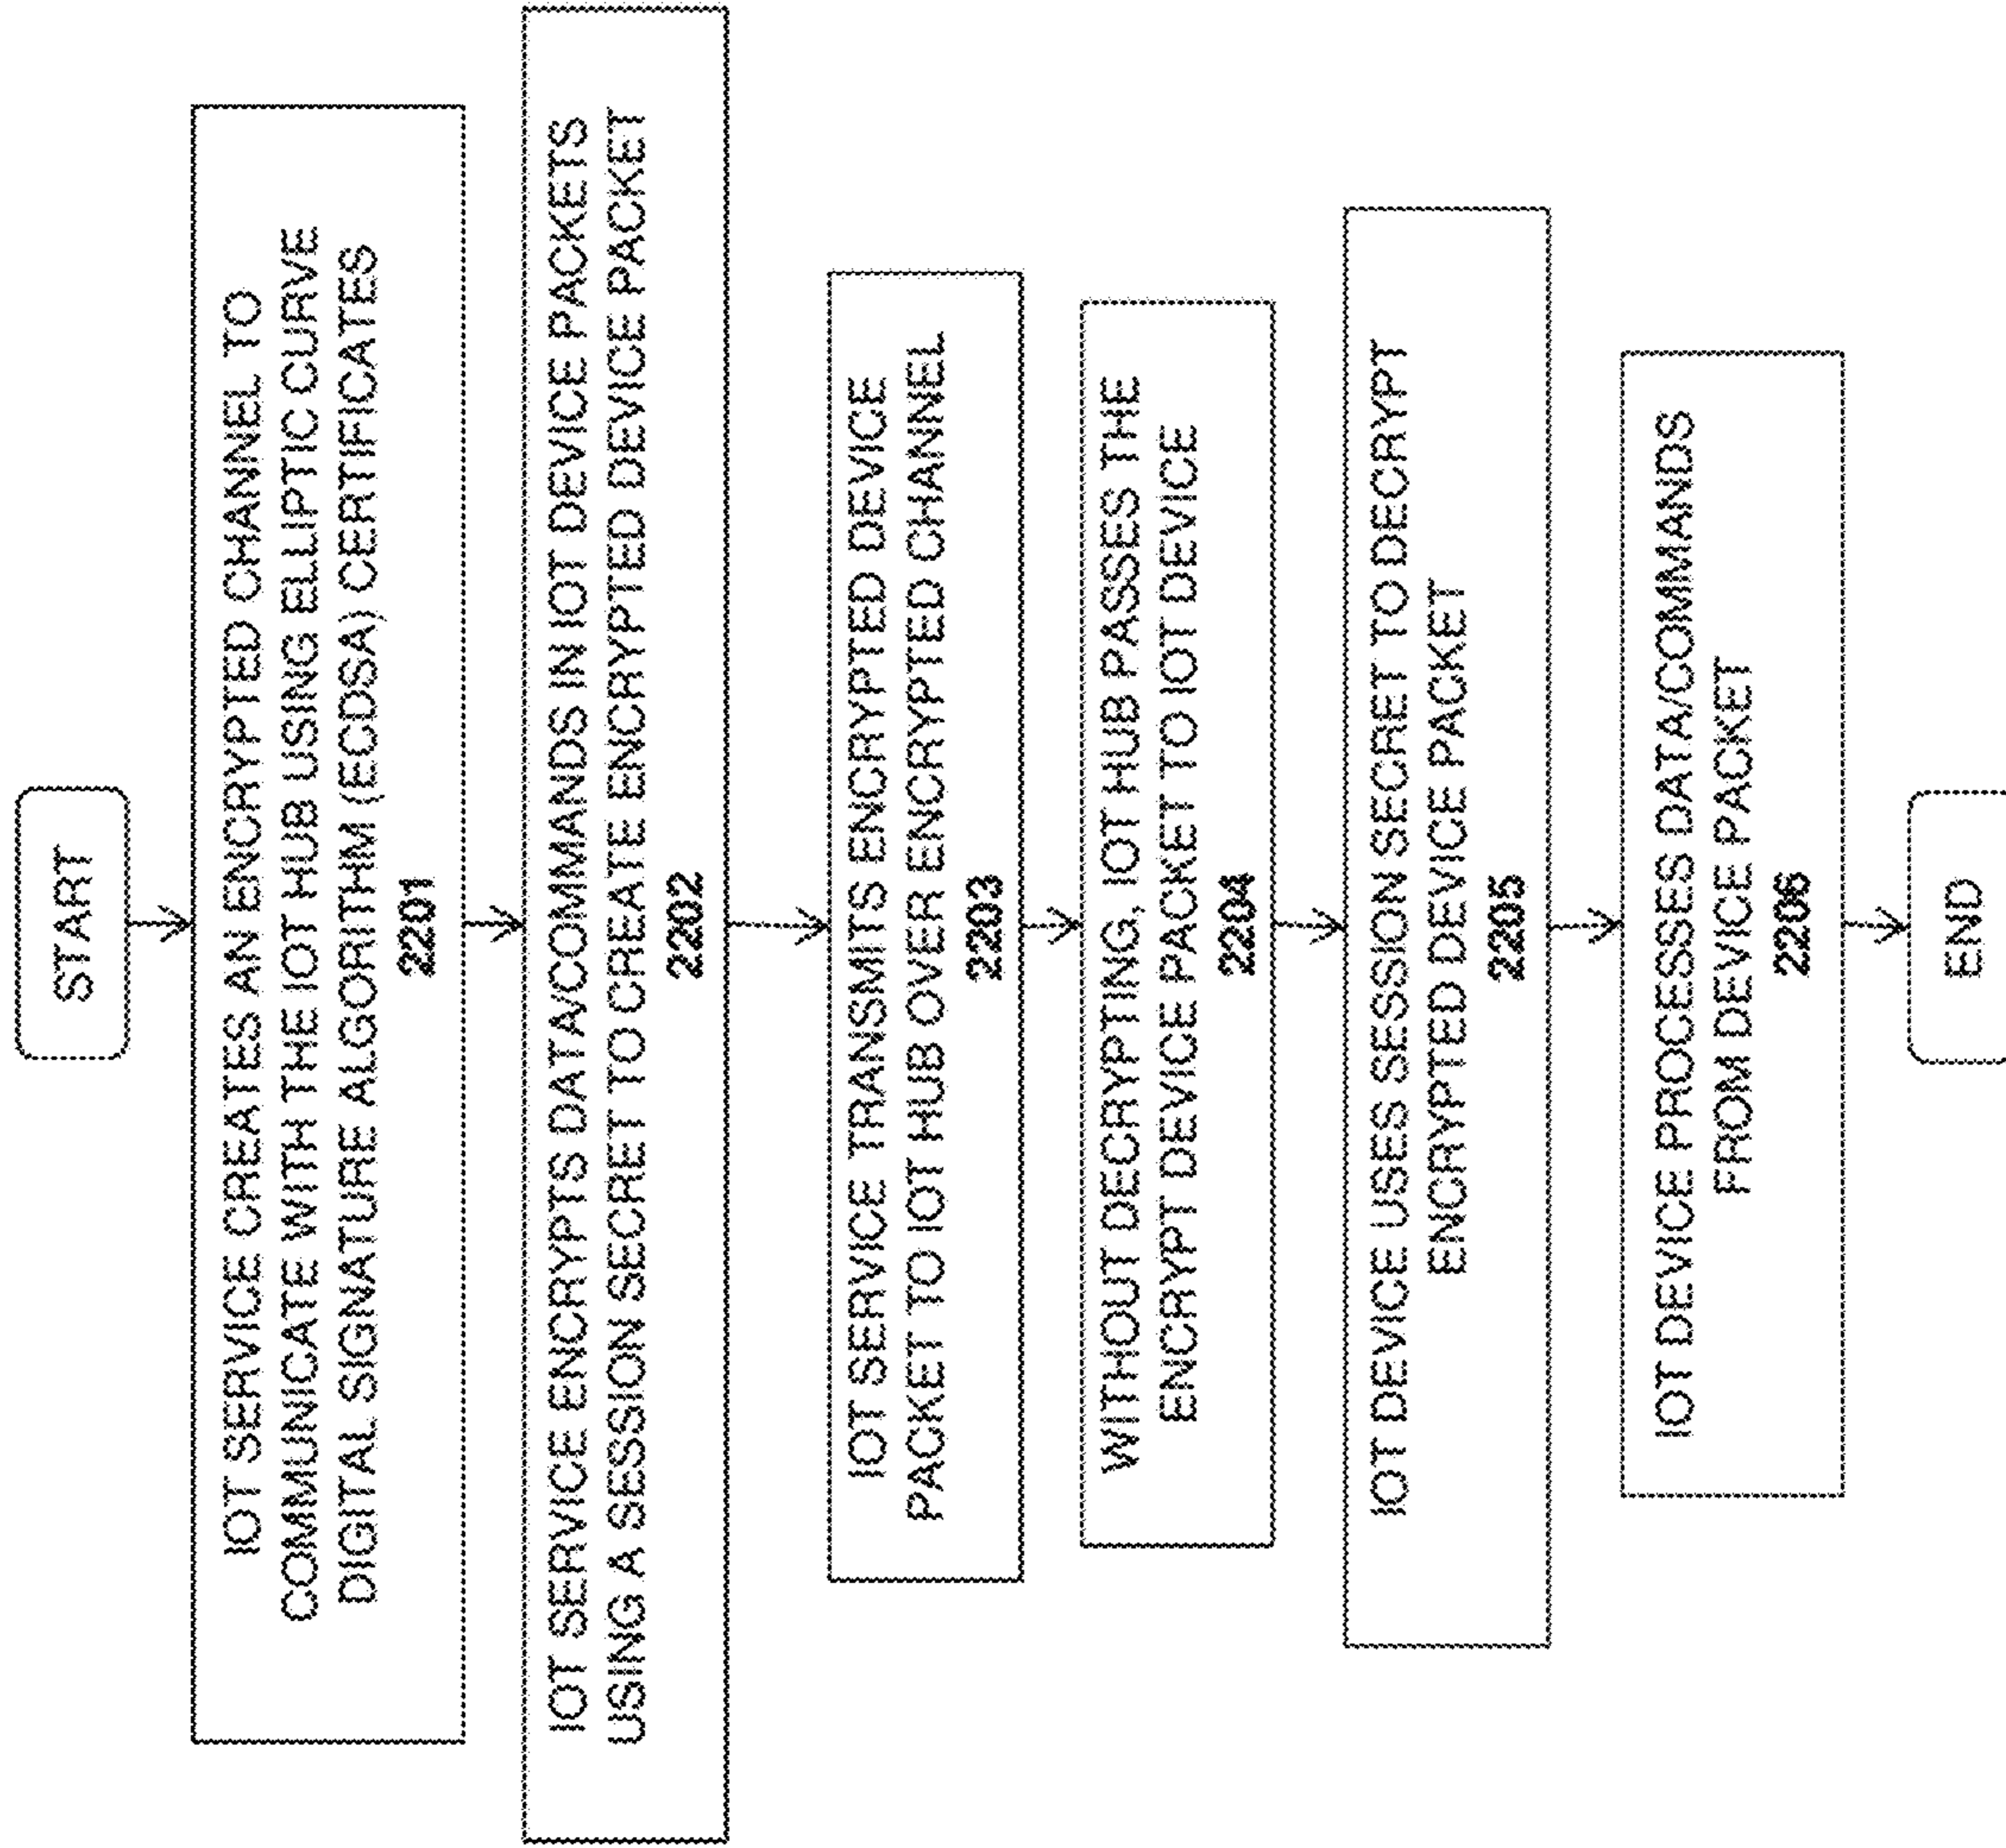 START
IOT SERVICE CREATES AN ENCRYPTED CHANNEL TO
COMMUNICATE WITH THE IOT HUB USING ELLIPTIC CURVE
DIGITAL SIGNATURE ALGORITHM (ECDSA) CERTIFICATES
2201
IOT SERVICE ENCRYPTS DATA/COMMANDS IN IOT DEVICE PACKETS
USING A SESSION SECRET TO CREATE ENCRYPTED DEVICE PACKET
2202
IOT SERVICE TRANSMITS ENCRYPTED DEVICE
PACKET TO IOT HUB OVER ENCRYPTED CHANNEL
2203
WITHOUT DECRYPTING, IOT HUB PASSES THE
ENCRYPT DEVICE PACKET TO IOT DEVICE
2204
IOT DEVICE USES SESSION SECRET TO DECRYPT
ENCRYPTED DEVICE PACKET
2205
IOT DEVICE PROCESSES DATA/COMMANDS
FROM DEVICE PACKET
2206
END